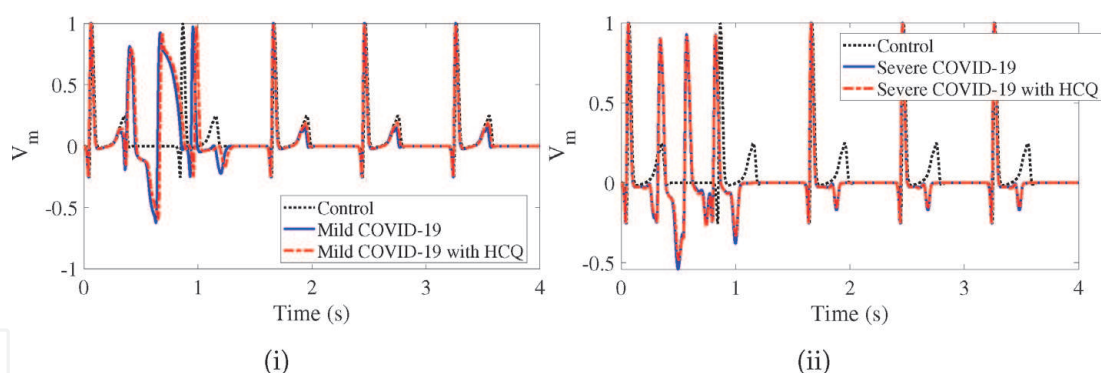 1
0.5
0
-0.5
-1
V_m
0 1 2 3 4
Time (s)
Control
Mild COVID-19
Mild COVID-19 with HCQ
(i)
1
0.5
0
-0.5
V_m
0 1 2 3 4
Time (s)
Control
Severe COVID-19
Severe COVID-19 with HCQ
(ii)